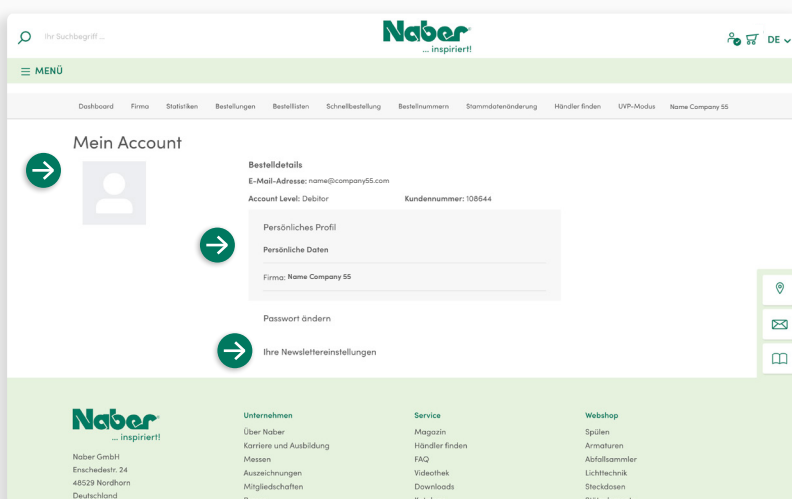 Ihr Suchbegriff ...
Naber
... inspiriert!
DE
MENÜ
Dashboard Firma Statistiken Bestellungen Bestelllisten Schnellbestellung Bestellnummern Stammdatenänderung Händler finden UVP-Modus Name Company 55
Mein Account
Bestelldetails
E-Mail-Adresse: name@company55.com
Account Level: Debitor Kundennummer: 108644
Persönliches Profil
Persönliche Daten
Firma: Name Company 55
Passwort ändern
Ihre Newslettereinstellungen
Naber
... inspiriert!
Naber GmbH
Enschedestr. 24
48529 Nordhorn
Deutschland
Unternehmen
Über Naber
Karriere und Ausbildung
Messen
Auszeichnungen
Mitgliedschaften
Service
Magazin
Händler finden
FAQ
Videothek
Downloads
Webshop
Spülen
Armaturen
Abfallsammler
Lichttechnik
Steckdosen